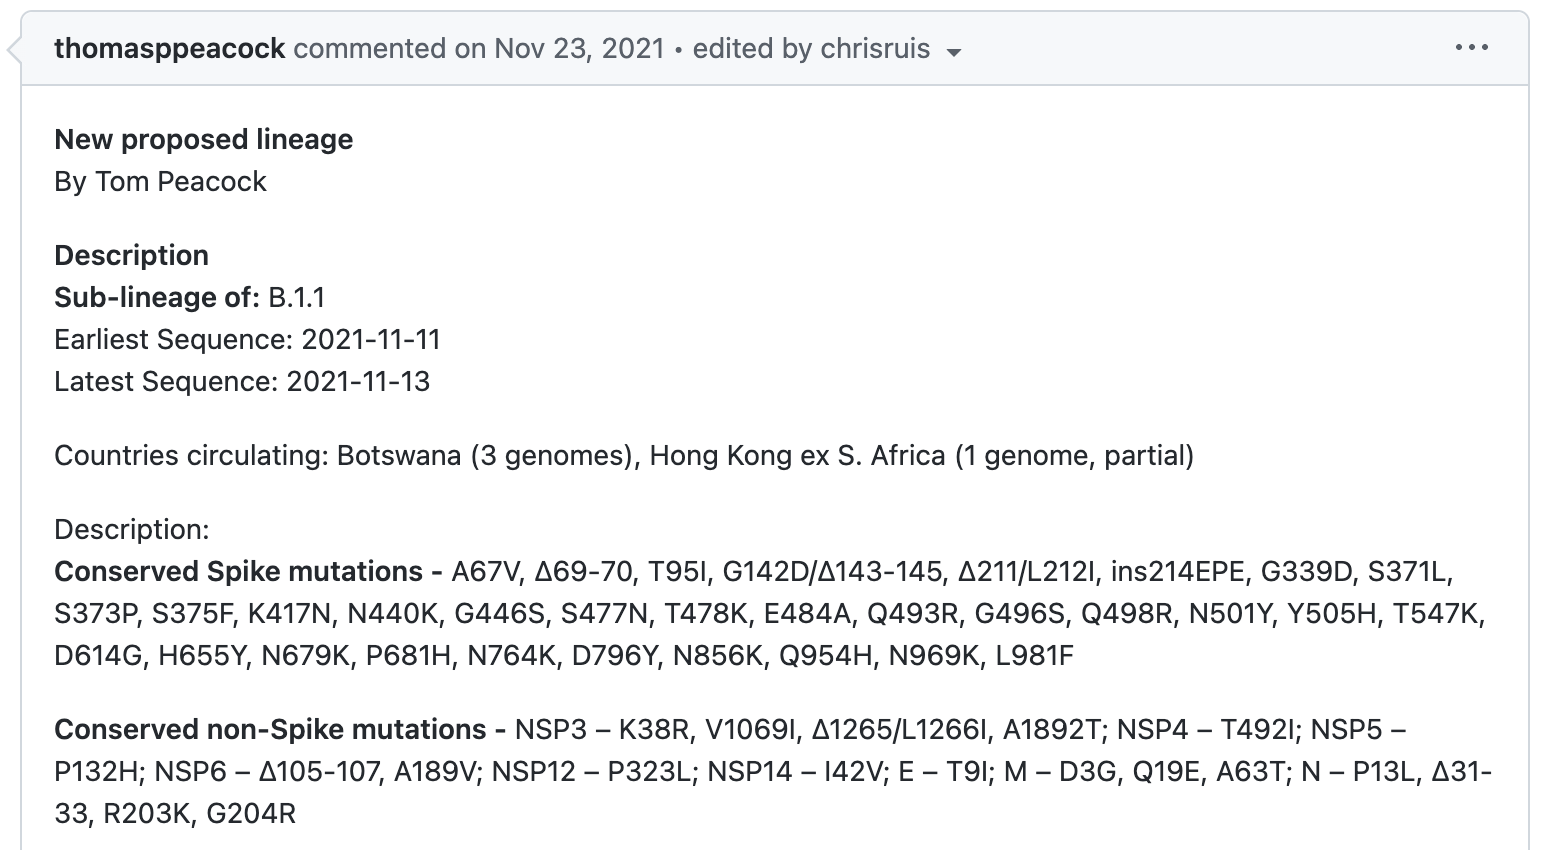 thomasppeacock commented on Nov 23, 2021 • edited by chrisruis
New proposed lineage
By Tom Peacock
Description
Sub-lineage of: B.1.1
Earliest Sequence: 2021-11-11
Latest Sequence: 2021-11-13
Countries circulating: Botswana (3 genomes), Hong Kong ex S. Africa (1 genome, partial)
Description:
Conserved Spike mutations - A67V, Δ69-70, T95I, G142D/Δ143-145, Δ211/L212I, ins214EPE, G339D, S371L,
S373P, S375F, K417N, N440K, G446S, S477N, T478K, E484A, Q493R, G496S, Q498R, N501Y, Y505H, T547K,
D614G, H655Y, N679K, P681H, N764K, D796Y, N856K, Q954H, N969K, L981F
Conserved non-Spike mutations - NSP3 – K38R, V1069I, Δ1265/L1266I, A1892T; NSP4 – T492I; NSP5 –
P132H; NSP6 – Δ105-107, A189V; NSP12 – P323L; NSP14 – I42V; E – T9I; M – D3G, Q19E, A63T; N – P13L, Δ31-
33, R203K, G204R